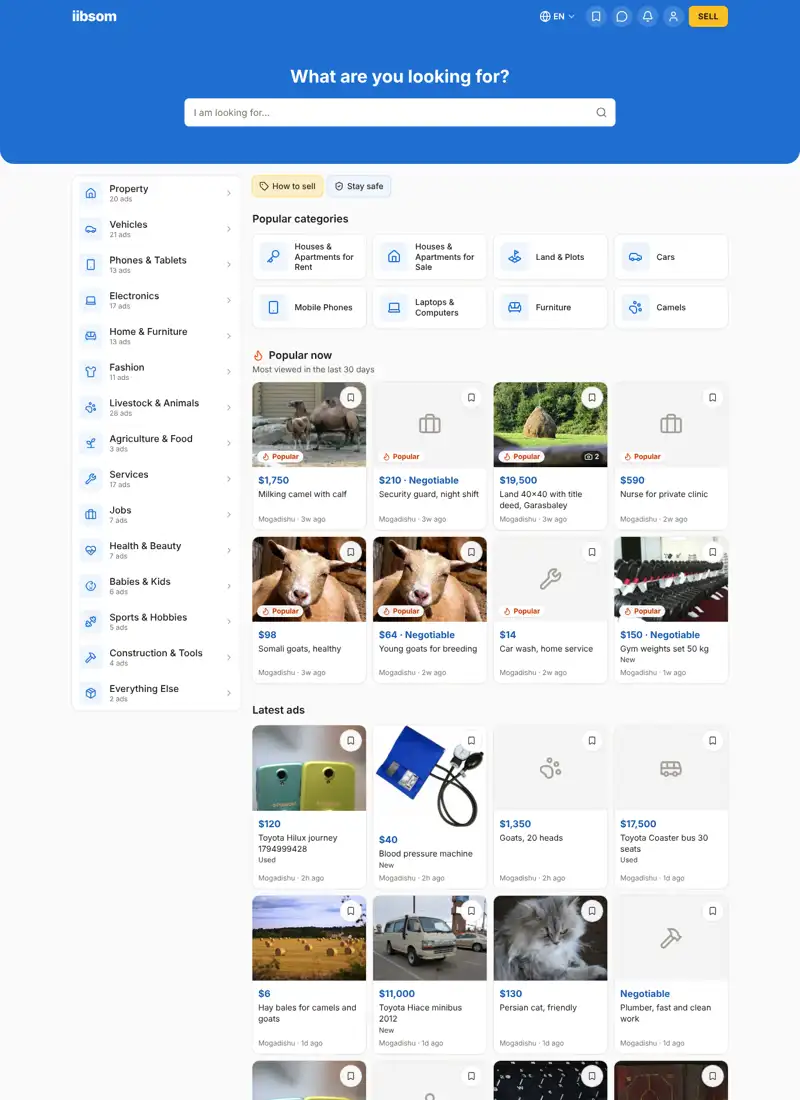 iibsom
EN
SELL
What are you looking for?
I am looking for...
Property
20 ads
Vehicles
21 ads
Phones & Tablets
13 ads
Electronics
17 ads
Home & Furniture
13 ads
Fashion
11 ads
Livestock & Animals
28 ads
Agriculture & Food
3 ads
Services
17 ads
Jobs
7 ads
Health & Beauty
7 ads
Babies & Kids
6 ads
Sports & Hobbies
5 ads
Construction & Tools
4 ads
Everything Else
2 ads
How to sell
Stay safe
Popular categories
Houses &
Apartments for
Rent
Houses &
Apartments for
Sale
Land & Plots
Cars
Mobile Phones
Laptops &
Computers
Furniture
Camels
Popular now
Most viewed in the last 30 days
Popular
$1,750
Milking camel with calf
Mogadishu · 3w ago
Popular
$210 · Negotiable
Security guard, night shift
Mogadishu · 3w ago
Popular
2
$19,500
Land 40×40 with title
deed, Garasbaley
Mogadishu · 3w ago
Popular
$590
Nurse for private clinic
Mogadishu · 2w ago
Popular
$98
Somali goats, healthy
Mogadishu · 3w ago
Popular
$64 · Negotiable
Young goats for breeding
Mogadishu · 2w ago
Popular
$14
Car wash, home service
Mogadishu · 2w ago
Popular
$150 · Negotiable
Gym weights set 50 kg
New
Mogadishu · 1w ago
Latest ads
$120
Toyota Hilux journey
1794999428
Used
Mogadishu · 2h ago
$40
Blood pressure machine
New
Mogadishu · 2h ago
$1,350
Goats, 20 heads
Mogadishu · 2h ago
$17,500
Toyota Coaster bus 30
seats
Used
Mogadishu · 1d ago
$6
Hay bales for camels and
goats
Mogadishu · 1d ago
$11,000
Toyota Hiace minibus
2012
New
Mogadishu · 1d ago
$130
Persian cat, friendly
Mogadishu · 1d ago
Negotiable
Plumber, fast and clean
work
Mogadishu · 1d ago